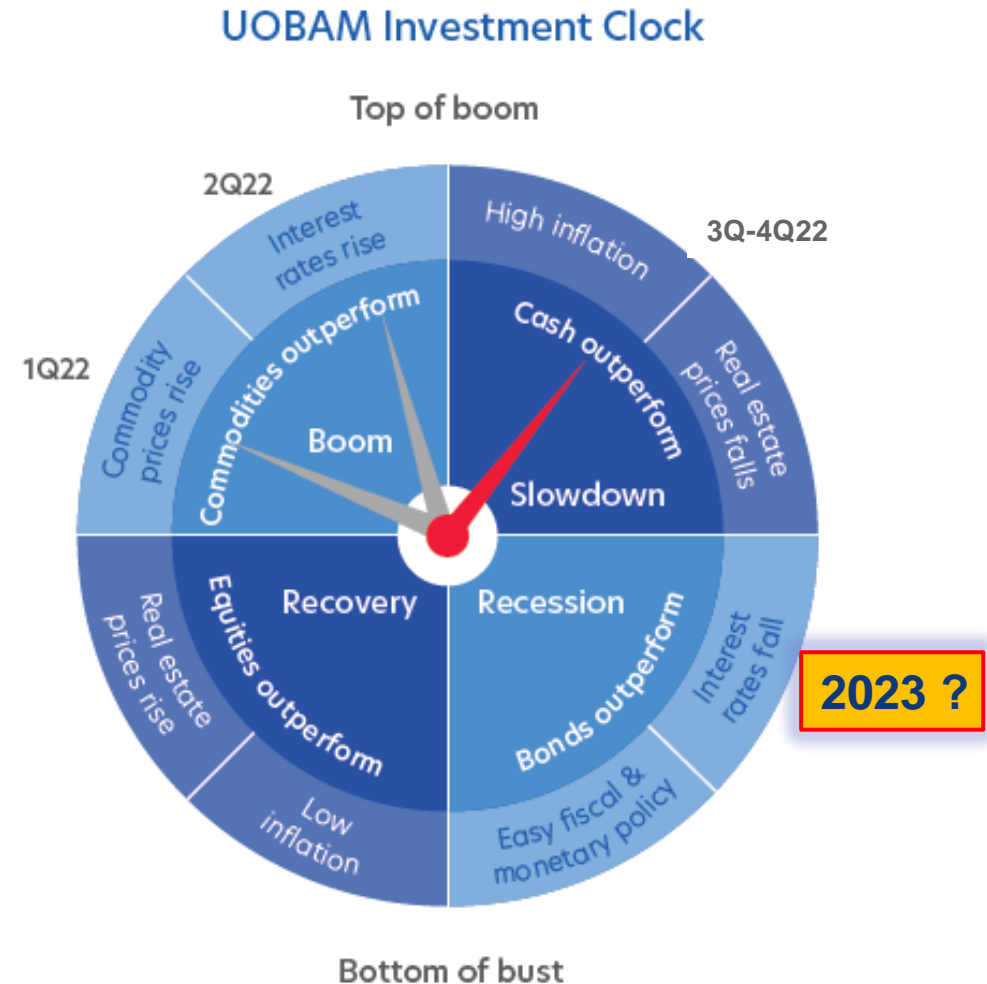 UOBAM Investment Clock
Top of boom
2Q22
Interest
rates rise
High inflation
3Q-4Q22
1Q22
Commodity
prices rise
Commodities outperform
Boom
Cash outperform
Slowdown
Real estate
prices falls
Real estate
prices rise
Equities outperform
Recovery
Recession
Bonds outperform
Interest
rates fall
2023 ?
Low
inflation
Easy fiscal &
monetary policy
Bottom of bust